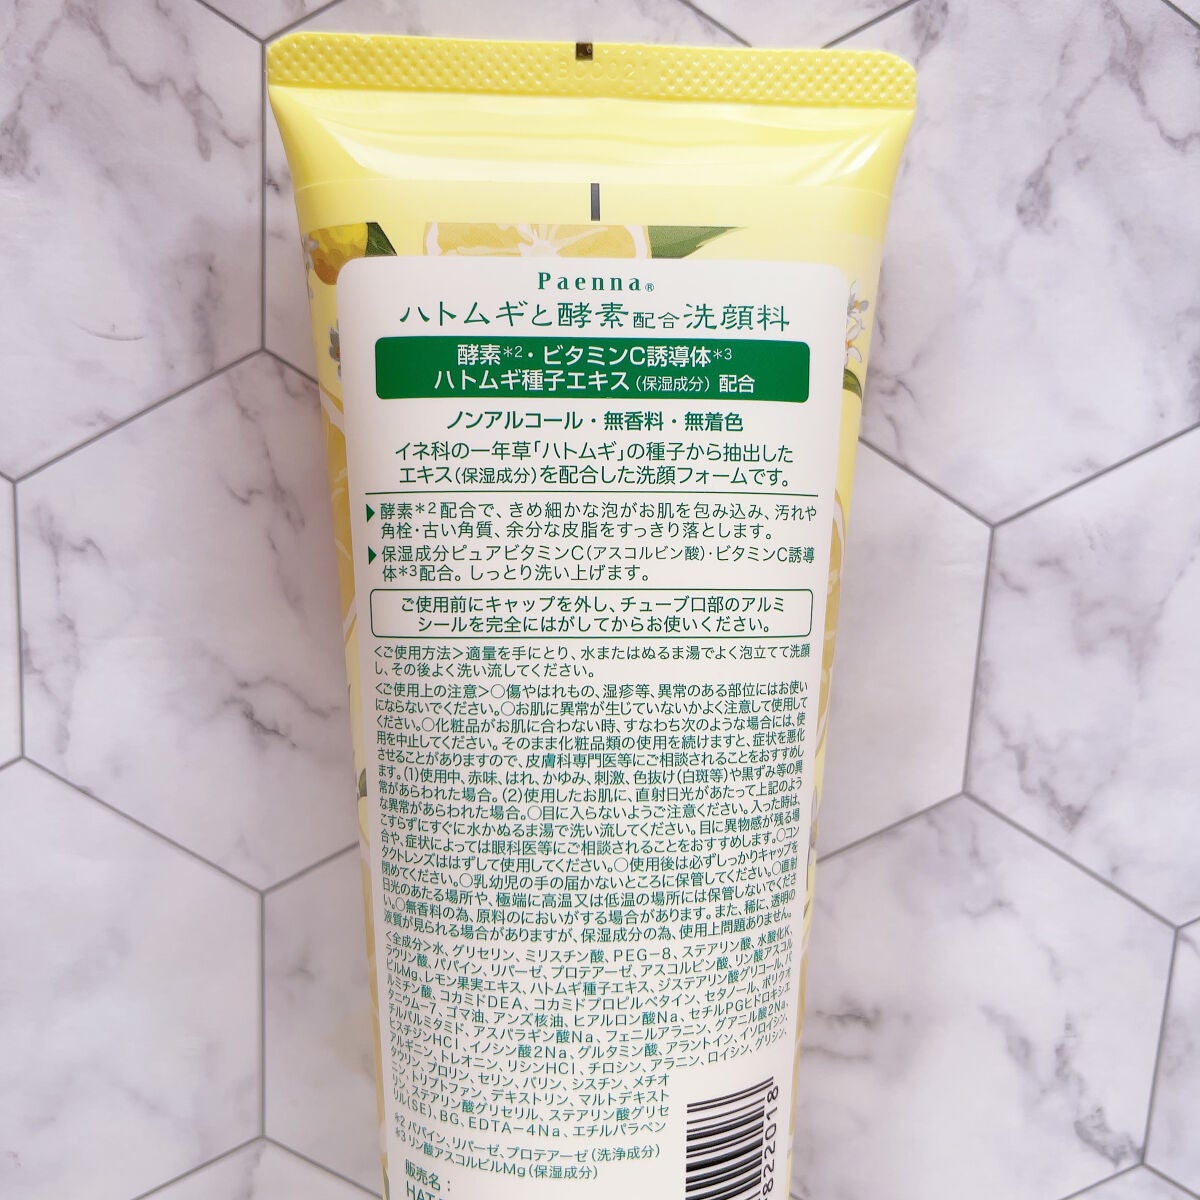 Paenna®
ハトムギと酵素配合洗顔料
酵素*2・ビタミンC誘導体*3
ハトムギ種子エキス(保湿成分)配合
ノンアルコール・無香料・無着色
イネ科の一年草「ハトムギ」の種子から抽出した
エキス(保湿成分)を配合した洗顔フォームです。
▶酵素*2配合で、きめ細かな泡がお肌を包み込み、汚れや
角栓・古い角質、余分な皮脂をすっきり落とします。
▶保湿成分ピュアビタミンC(アスコルビン酸)・ビタミンC誘導
体*3配合。しっとり洗い上げます。
ご使用前にキャップを外し、チューブ口部のアルミ
シールを完全にはがしてからお使いください。
<ご使用方法>適量を手にとり、水またはぬるま湯でよく泡立てて洗顔
し、その後よく洗い流してください。
<ご使用上の注意>○傷やはれもの、湿疹等、異常のある部位にはお使い
にならないでください。○お肌に異常が生じていないかよく注意して使用して
ください。○化粧品がお肌に合わない時、すなわち次のような場合には、使
用を中止してください。そのまま化粧品類の使用を続けますと、症状を悪化
させることがありますので、皮膚科専門医等にご相談されることをおすすめし
ます。(1)使用中、赤味、はれ、かゆみ、刺激、色抜け(白斑等)や黒ずみ等の異
常があらわれた場合。(2)使用したお肌に、直射日光があたって上記のよう
な異常があらわれた場合。○目に入らないようご注意ください。入った時は、
こすらずにすぐに水かぬるま湯で洗い流してください。目に異物感が残る場
合や、症状によっては眼科医等にご相談されることをおすすめします。○コン
タクトレンズははずして使用してください。○使用後は必ずしっかりキャップを
閉めてください。○乳幼児の手の届かないところに保管してください。○直射
日光のあたる場所や、極端に高温又は低温の場所には保管しないでくださ
い。○無香料の為、原料のにおいがする場合があります。また、稀に、透明の
液質が見られる場合がありますが、保湿成分の為、使用上問題ありません。
<全成分>水、グリセリン、ミリスチン酸、PEG-8、ステアリン酸、水酸化K、
ラウリン酸、パパイン、リパーゼ、プロテアーゼ、アスコルビン酸、リン酸アスコル
ビルMg、レモン果実エキス、ハトムギ種子エキス、ジステアリン酸グリコール、パ
ルミチン酸、コカミドDEA、コカミドプロピルベタイン、セタノール、ポリクオ
タニウム-7、ゴマ油、アンズ核油、ヒアルロン酸Na、セチルPGヒドロキシエ
チルパルミタミド、アスパラギン酸Na、フェニルアラニン、グアニル酸2Na、
ヒスチジンHCl、イノシン酸2Na、グルタミン酸、アラントイン、イソロイシン、
アルギニン、トレオニン、リシンHCl、チロシン、アラニン、ロイシン、グリシン、
タウリン、プロリン、セリン、バリン、シスチン、メチオ
ニン、トリプトファン、デキストリン、マルトデキスト
リン、ステアリン酸グリセリル、ステアリン酸グリセ
リル(SE)、BG、EDTA-4Na、エチルパラベン
*2パパイン、リパーゼ、プロテアーゼ(洗浄成分)
*3リン酸アスコルビルMg(保湿成分)
販売名:
822018